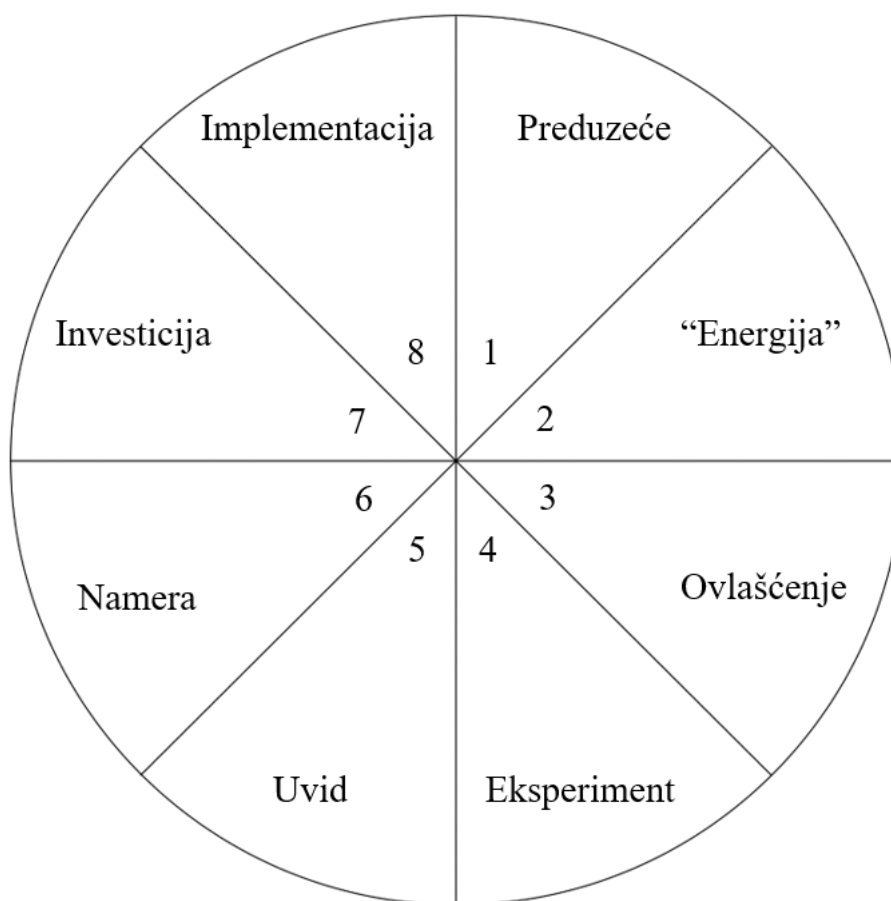 Implementacija
Preduzeće
Investicija
“Energija”
8
1
7
2
6
3
5
4
Namera
Ovlašćenje
Uvid
Eksperiment